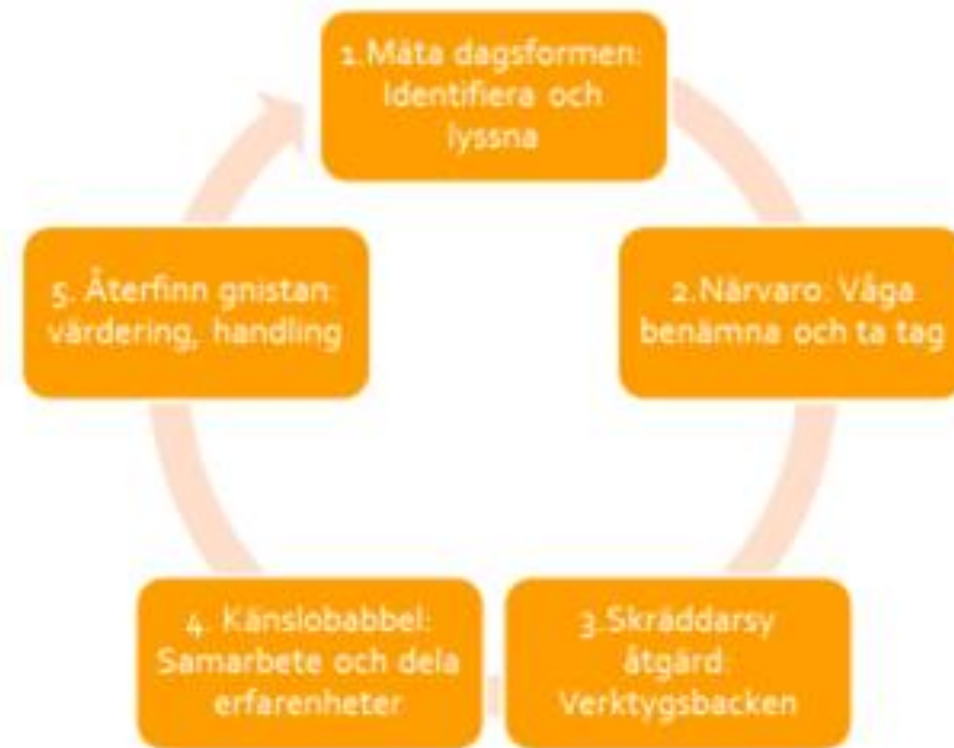 1.Mäta dagsformen:
Identifiera och
lyssna
2.Närvaro: Våga
benämna och ta tag
3.Skräddarsy
åtgärd:
Verktygsbacken
4. Känslobabbel:
Samarbete och dela
erfarenheter
5. Återfinn gnistan:
värdering, handling